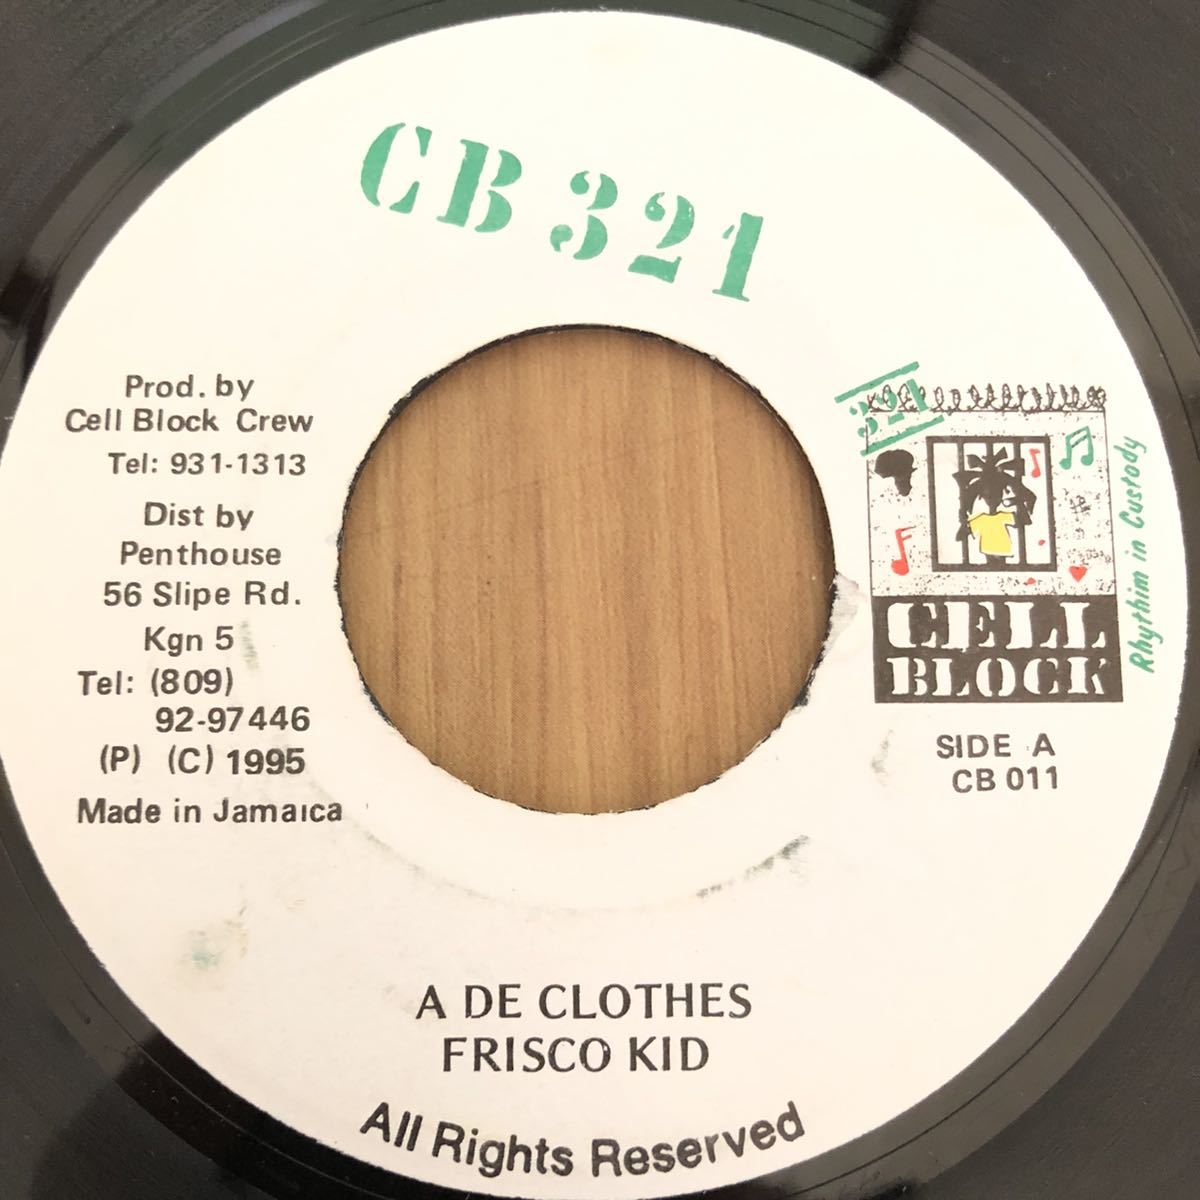 CB 321
Prod. by
Cell Block Crew
Tel: 931-1313
Dist by
Penthouse
56 Slipe Rd.
Kgn 5
Tel: (809)
92-97446
(P) (C) 1995
Made in Jamaica
321
CELL
BLOCK
Rhythim in Custody
SIDE A
CB 011
A DE CLOTHES
FRISCO KID
All Rights Reserved